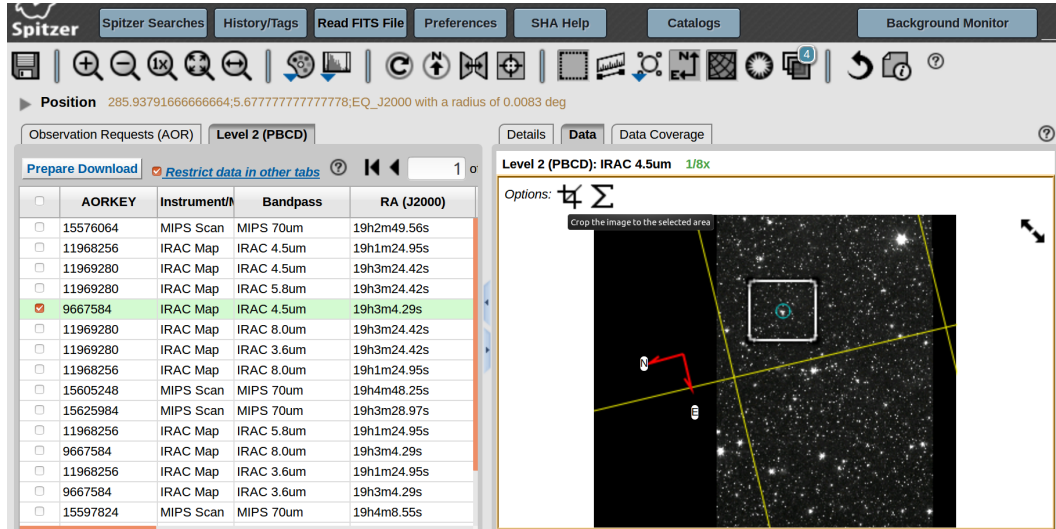 Spitzer
Spitzer Searches
History/Tags
Read FITS File
Preferences
SHA Help
Catalogs
Background Monitor
1x
N
N
E
4
i
?
Position 285.93791666666664;5.677777777777778;EQ_J2000 with a radius of 0.0083 deg
Observation Requests (AOR)
Level 2 (PBCD)
Details
Data
Data Coverage
?
Prepare Download
Restrict data in other tabs
?
1
Level 2 (PBCD): IRAC 4.5um 1/8x
Options:
Crop the image to the selected area
AORKEY Instrument/ Bandpass RA (J2000)
15576064 MIPS Scan MIPS 70um 19h2m49.56s
11968256 IRAC Map IRAC 4.5um 19h1m24.95s
11969280 IRAC Map IRAC 4.5um 19h3m24.42s
11969280 IRAC Map IRAC 5.8um 19h3m24.42s
9667584 IRAC Map IRAC 4.5um 19h3m4.29s
11969280 IRAC Map IRAC 8.0um 19h3m24.42s
11969280 IRAC Map IRAC 3.6um 19h3m24.42s
11968256 IRAC Map IRAC 8.0um 19h1m24.95s
15605248 MIPS Scan MIPS 70um 19h4m48.25s
15625984 MIPS Scan MIPS 70um 19h3m28.97s
11968256 IRAC Map IRAC 5.8um 19h1m24.95s
9667584 IRAC Map IRAC 8.0um 19h3m4.29s
11968256 IRAC Map IRAC 3.6um 19h1m24.95s
9667584 IRAC Map IRAC 3.6um 19h3m4.29s
15597824 MIPS Scan MIPS 70um 19h4m8.55s
N
E